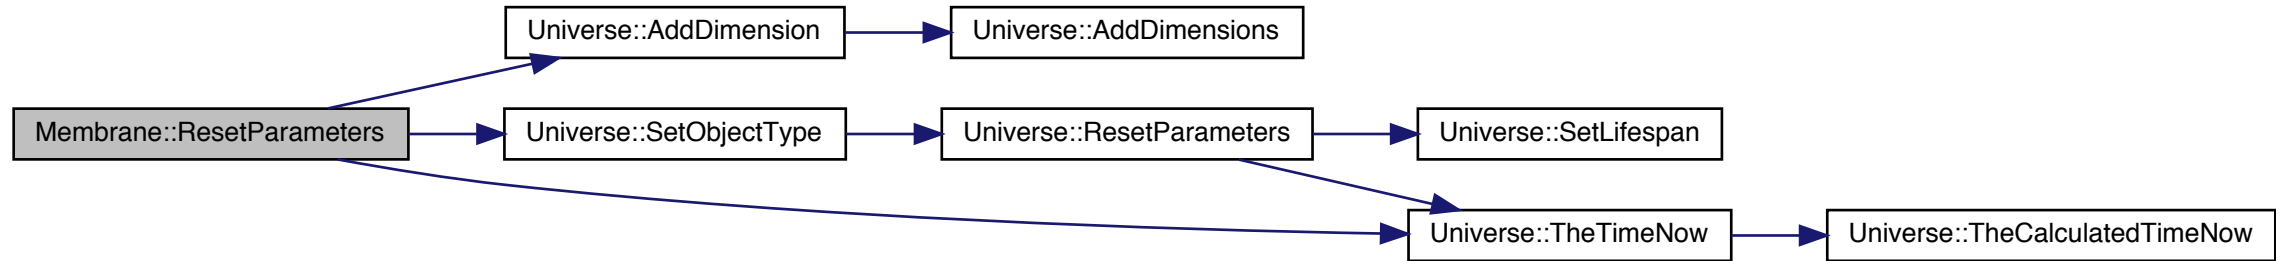 Universe::AddDimension
Universe::AddDimensions
Membrane::ResetParameters
Universe::SetObjectType
Universe::ResetParameters
Universe::SetLifespan
Universe::TheTimeNow
Universe::TheCalculatedTimeNow